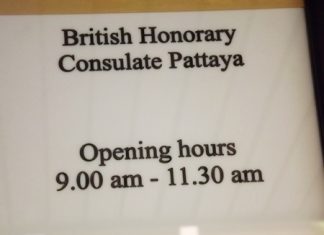 British Honorary
Consulate Pattaya
Opening hours
9.00 am - 11.30 am